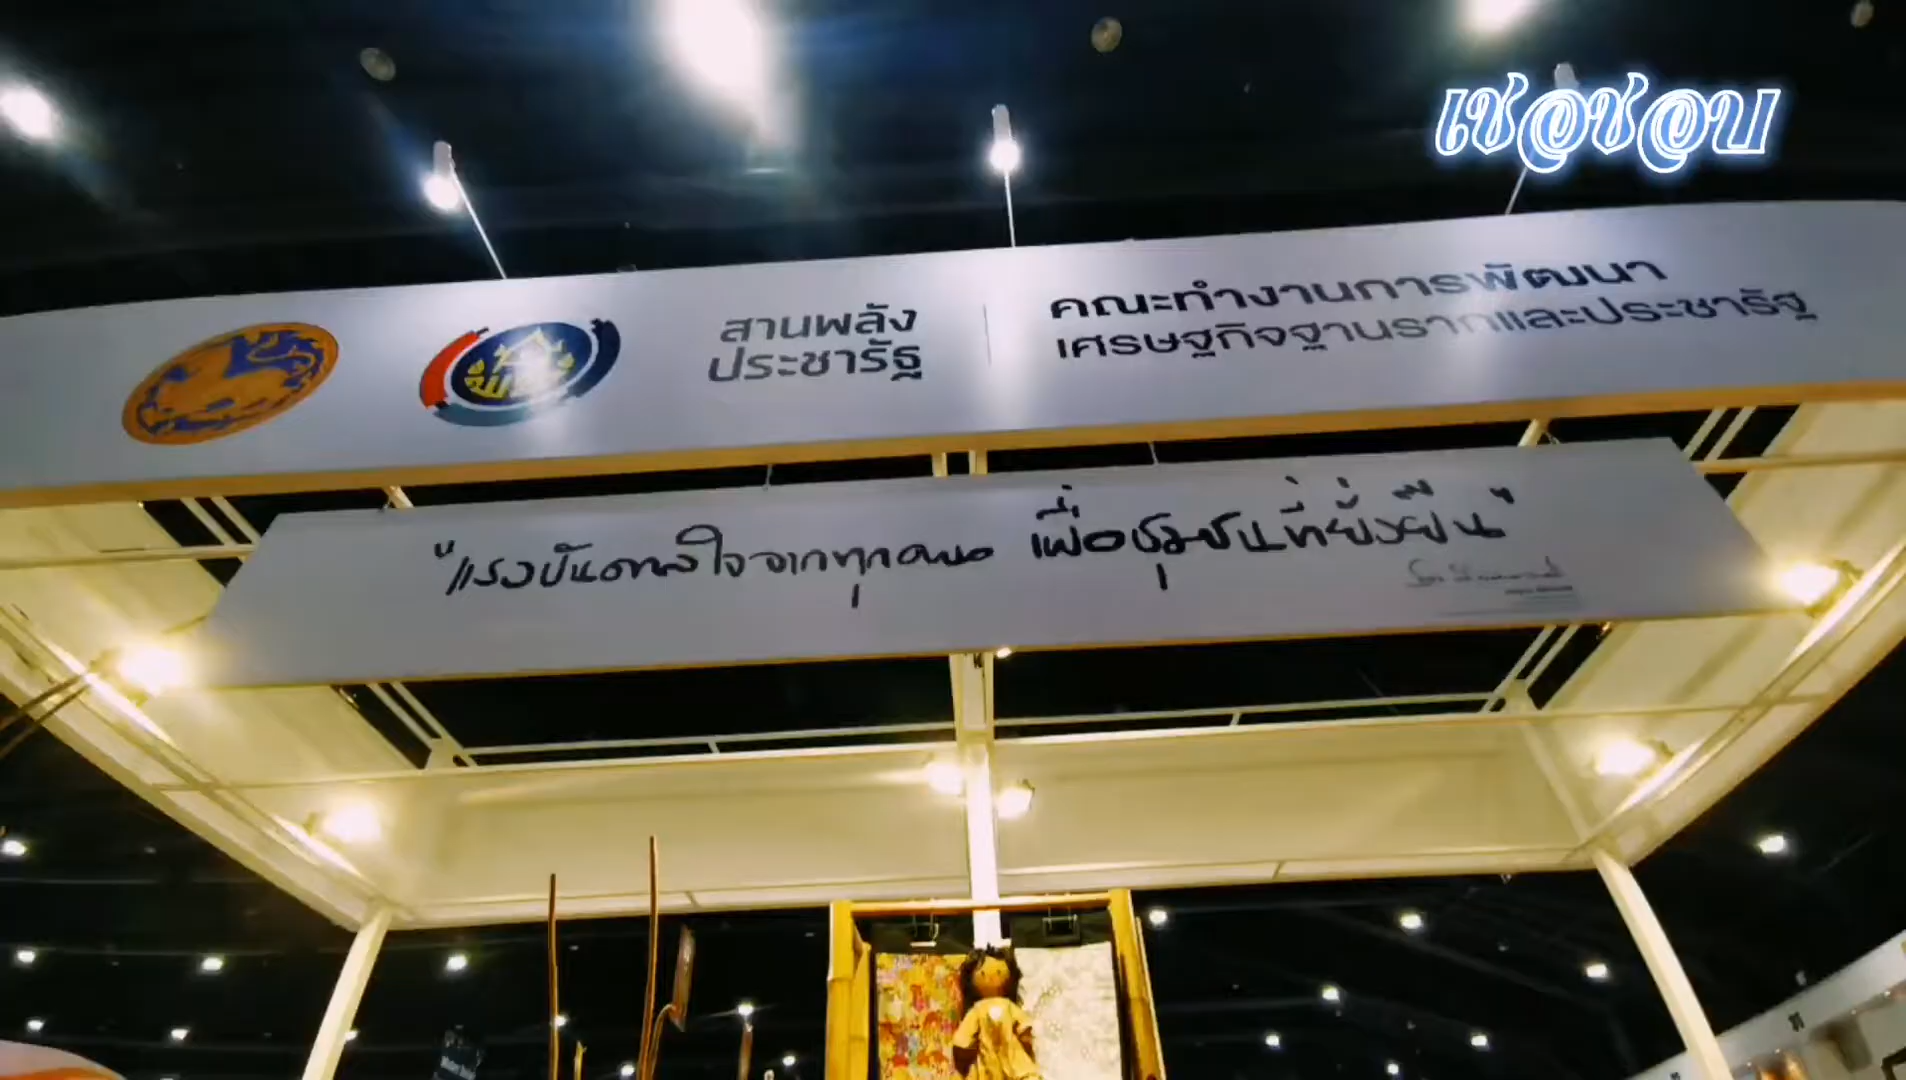 เชอชอบ
สานพลัง
ประชารัฐ
คณะทำงานการพัฒนา
เศรษฐกิจฐานรากและประชารัฐ
"แรงบันดาลใจจากทุกคน เพื่อชุมชนที่ยั่งยืน"